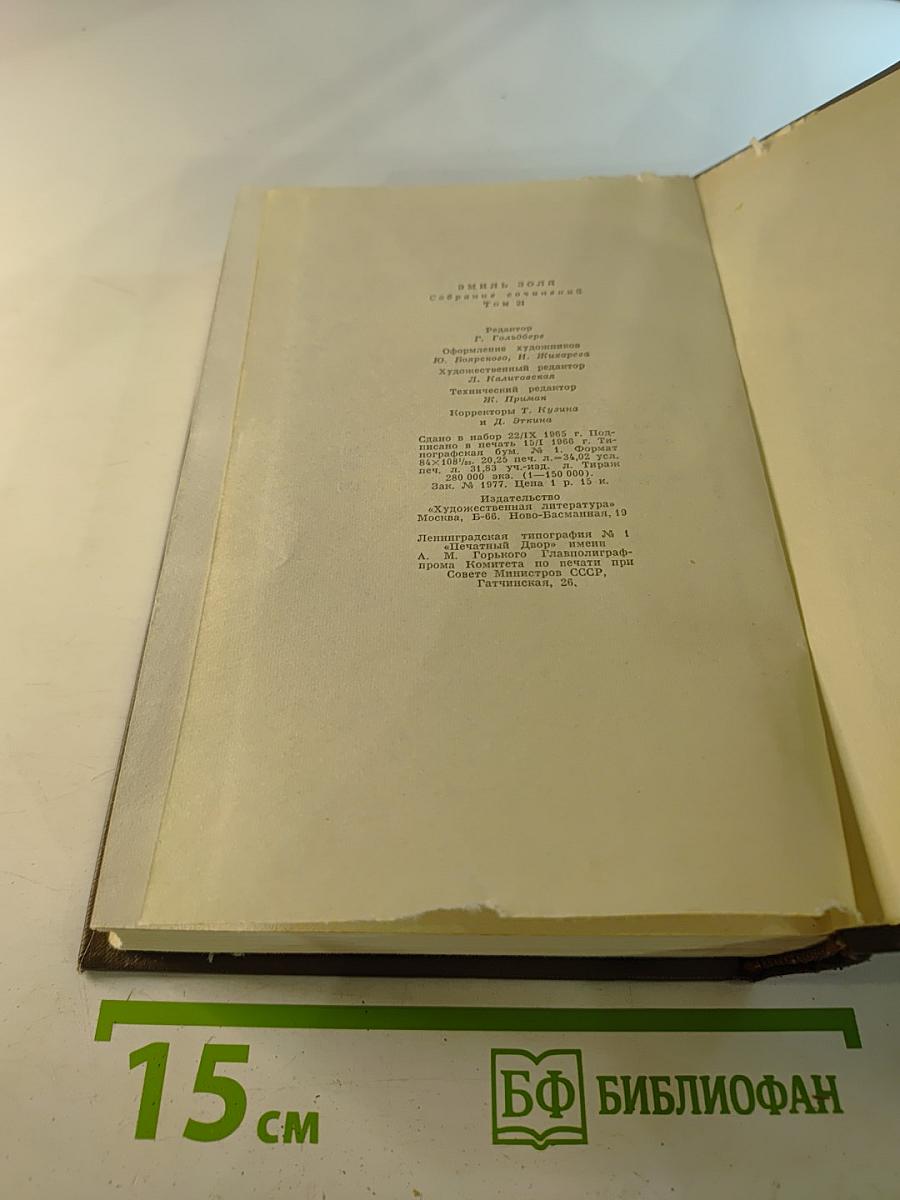 ЭМИЛЬ ЗОЛЯ
Собрание сочинений
Том 21
Редактор
Г. Гольдберг
Оформление художников
Ю. Боярского, И. Жихарева
Художественный редактор
Л. Калитовская
Технический редактор
Ж. Примак
Корректоры Т. Кузина
и Д. Эткина
Сдано в набор 22/IX 1965 г. Под-
писано в печать 15/I 1966 г. Ти-
пографская бум. № 1. Формат
84×108¹/₃₂. 20,25 печ. л.=34,02 усл.
печ. л. 31,83 уч.-изд. л. Тираж
280 000 экз. (1—150 000).
Зак. № 1977. Цена 1 р. 15 к.
Издательство
«Художественная литература»
Москва, Б-66. Ново-Басманная, 19
Ленинградская типография № 1
«Печатный Двор» имени
А. М. Горького Главполиграф-
прома Комитета по печати при
Совете Министров СССР,
Гатчинская, 26.
15 см
БФ БИБЛИОФАН